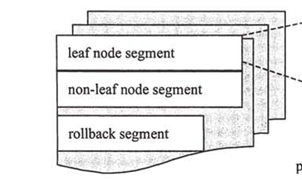 leaf node segment
non-leaf node segment
rollback segment
p